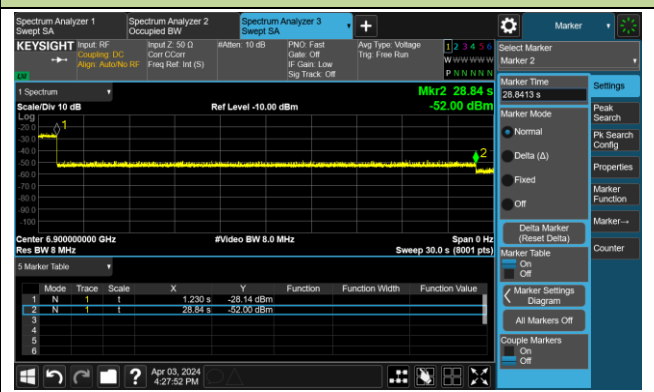 Spectrum Analyzer 1
Swept SA
Spectrum Analyzer 2
Occupied BW
Spectrum Analyzer 3
Swept SA
Marker
KEYSIGHT
Input: RF
Coupling: DC
Align: Auto/No RF
Input Z: 50 Ω
Corr CCorr
Freq Ref: Int (S)
#Atten: 10 dB
PNO: Fast
Gate: Off
IF Gain: Low
Sig Track: Off
Avg Type: Voltage
Trig: Free Run
1 2 3 4 5 6
W W W W W W
P N N N N N
LXI
Select Marker
Marker 2
1 Spectrum
Scale/Div 10 dB
Ref Level -10.00 dBm
Mkr2 28.84 s
-52.00 dBm
Log
-20.0
-30.0
-40.0
-50.0
-60.0
-70.0
-80.0
-90.0
-100
1
2
Center 6.900000000 GHz
Res BW 8 MHz
#Video BW 8.0 MHz
Span 0 Hz
Sweep 30.0 s (8001 pts)
5 Marker Table
Mode Trace Scale X Y Function Function Width Function Value
1 N 1 t 1.230 s -28.14 dBm
2 N 1 t 28.84 s -52.00 dBm
3
4
5
6
Marker Time
28.8413 s
Marker Mode
Normal
Delta (Δ)
Fixed
Off
Delta Marker
(Reset Delta)
Marker Table
On
Off
Marker Settings
Diagram
All Markers Off
Couple Markers
On
Off
Settings
Peak
Search
Pk Search
Config
Properties
Marker
Function
Marker→
Counter
?
Apr 03, 2024
4:27:52 PM